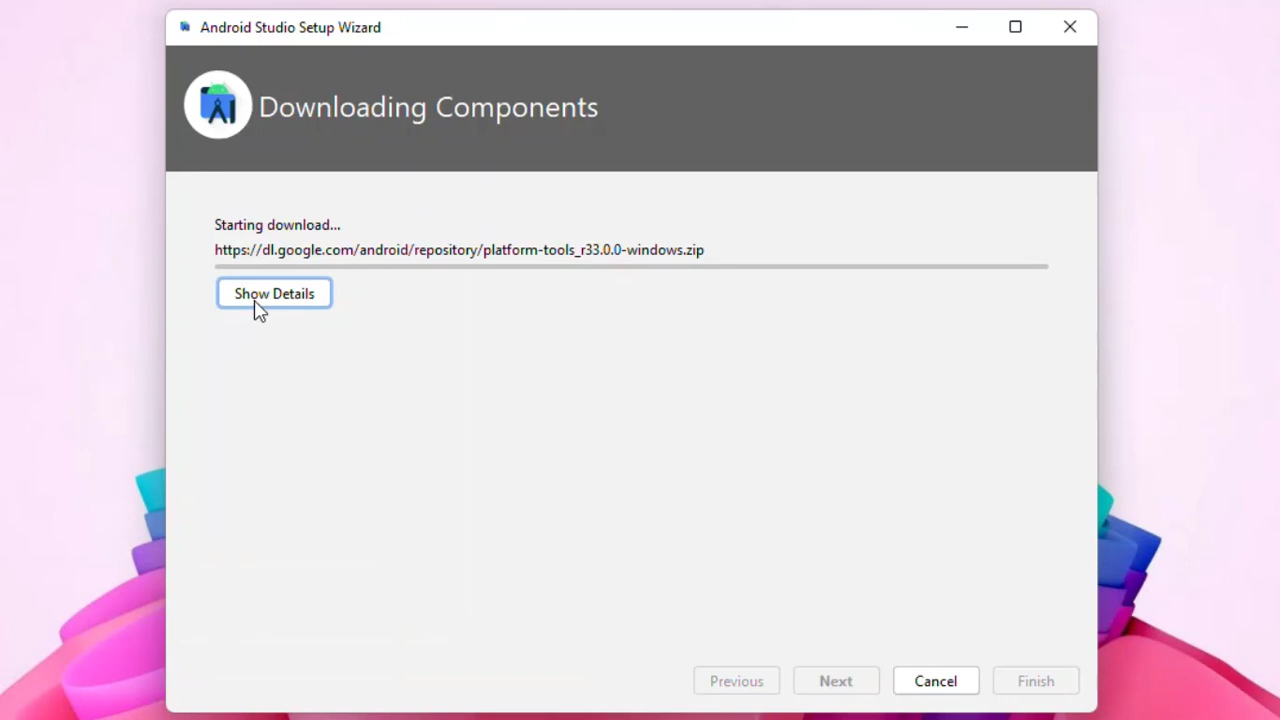 Android Studio Setup Wizard
Downloading Components
Starting download...
https://dl.google.com/android/repository/platform-tools_r33.0.0-windows.zip
Show Details
Previous
Next
Cancel
Finish